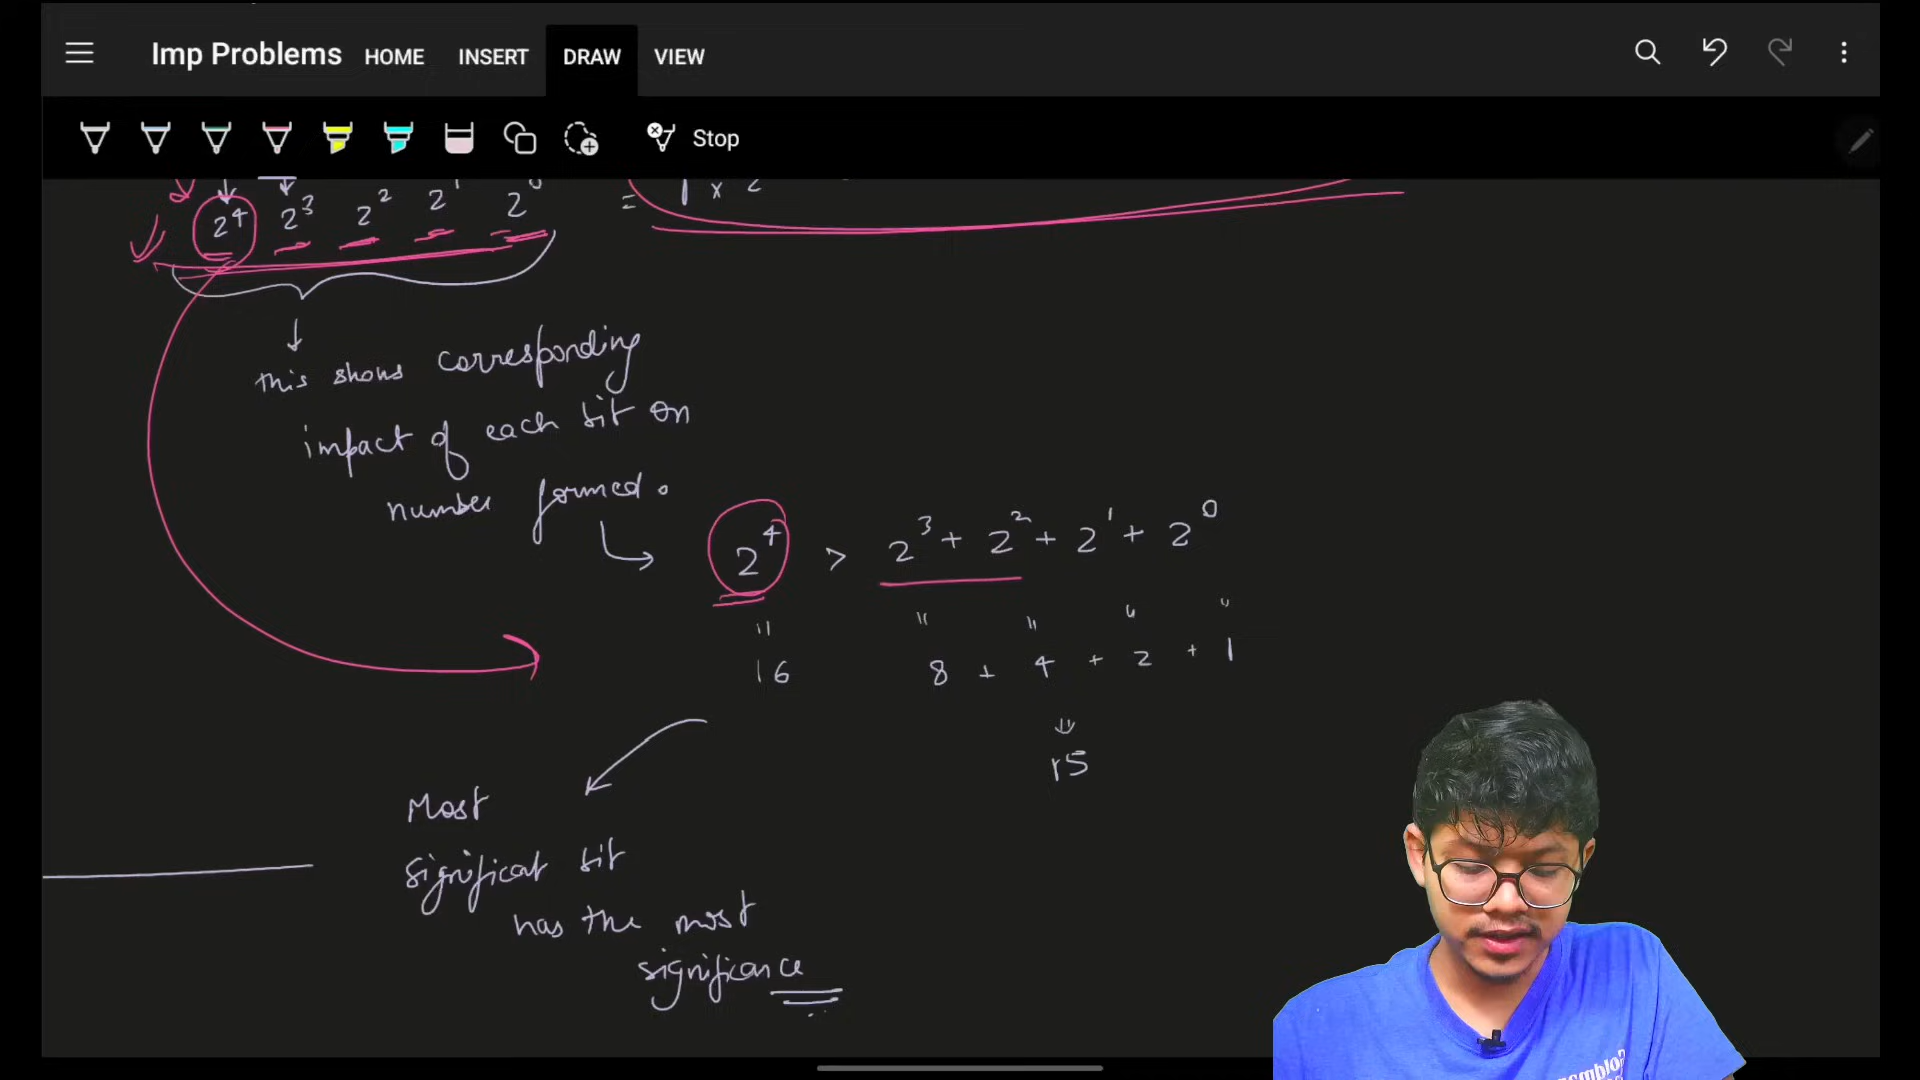 Imp Problems HOME INSERT DRAW VIEW
Stop
2⁴ 2³ 2² 2¹ 2⁰ = 1 × 2
this shows corresponding
impact of each bit on
number formed.
2⁴ > 2³ + 2² + 2¹ + 2⁰
16 8 + 4 + 2 + 1
15
Most
significant bit
has the most
significance